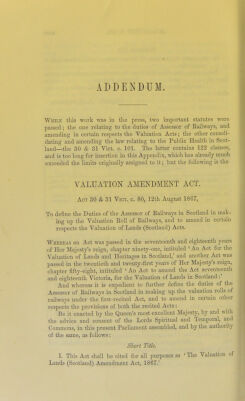 ADDENDUM.
WHILE this work was in the press, two important statutes were
passed; the one relating to the duties of Assessor of Railways, and
amending in certain respects the Valuation Acts; the other consoli-
dating and amending the law relating to the Public Health in Scot-
land—the 30 & 31 Vict. c. 101. The latter contains 122 clauses,
and is too long for insertion in this Appendix, which has already much
exceeded the limits originally assigned to it; but the following is the
VALUATION AMENDMENT ACT.
ACT 30 & 31 VICT. c. 80, 12th August 1867,
To define the Duties of the Assessor of Railways in Scotland in mak-
ing up the Valuation Roll of Railways, and to amend in certain
respects the Valuation of Lands (Scotland) Acts.
WHEREAS an Act was passed in the seventeenth and eighteenth years
of Her Majesty's reign, chapter ninety-one, intituled 'An Act for the
Valuation of Lands and Heritages in Scotland,' and another Act was
passed in the twentieth and twenty-first years of Her Majesty's reign,
chapter fifty-eight, intituled 'An Act to amend the Act seventeenth
and eighteenth Victoria, for the Valuation of Lands in Scotland:'
And whereas it is expedient to further define the duties of the
Assessor of Railways in Scotland in making up the valuation rolls of
railways under the first-recited Act, and to amend in certain other
respects the provisions of both the recited Acts:
Be it enacted by the Queen's most excellent Majesty, by and with
the advice and consent of the Lords Spiritual and Temporal, and
Commons, in this present Parliament assembled, and by the authority
of the same, as follows:
Short Title.
I. This Act shall be cited for all purposes as 'The Valuation of
Lands (Scotland) Amendment Act, 1867.'